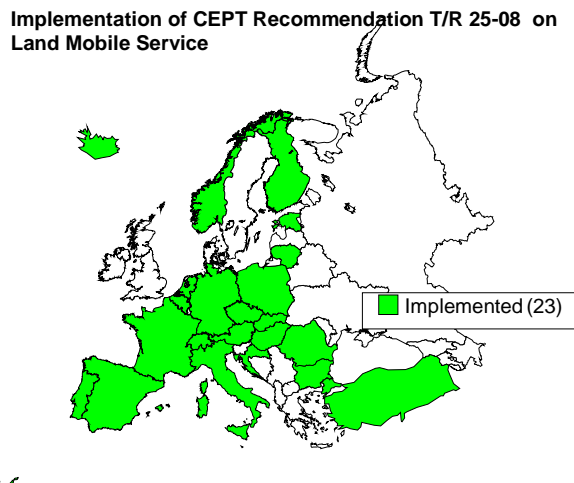 Implementation of CEPT Recommendation T/R 25-08 on
Land Mobile Service
Implemented (23)